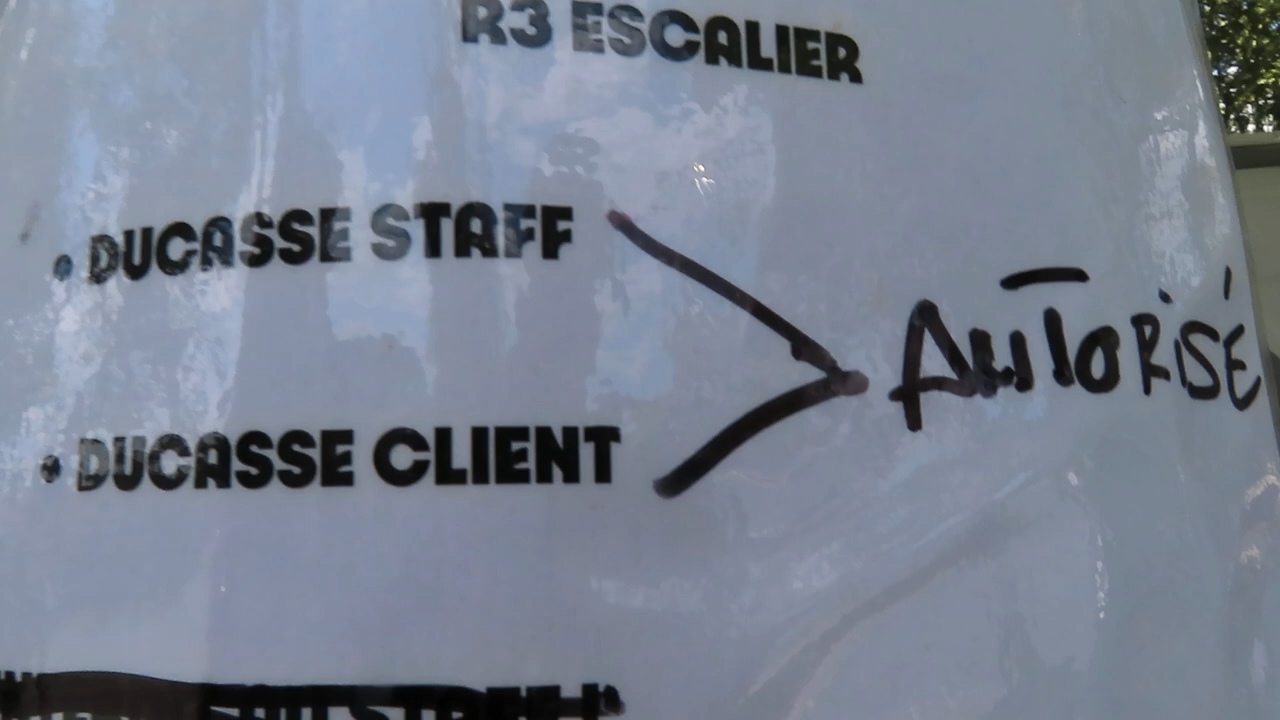 R3 ESCALIER
• DUCASSE STAFF
AUTORISÉ
• DUCASSE CLIENT